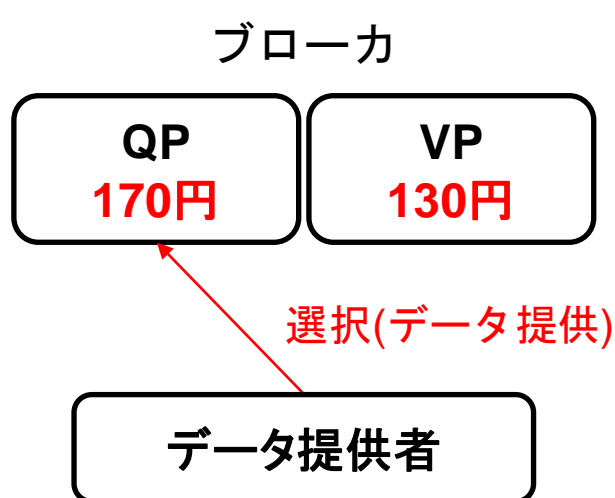 ブローカ
QP
170円
VP
130円
選択(データ提供)
データ提供者